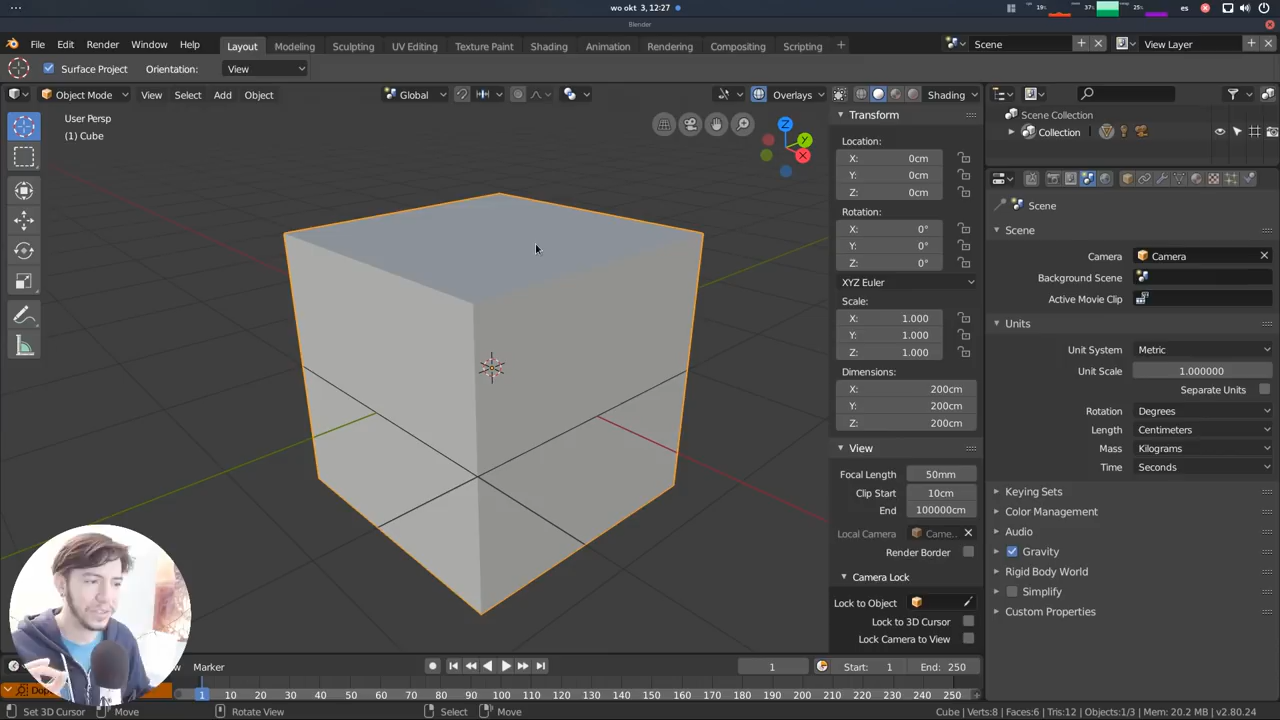 wo okt 3, 12:27
19%
37%
25%
es
Blender
File Edit Render Window Help
Layout Modeling Sculpting UV Editing Texture Paint Shading Animation Rendering Compositing Scripting +
Scene
View Layer
Surface Project Orientation: View
Object Mode View Select Add Object
Global
Overlays
Shading
User Persp
(1) Cube
Z
Y
X
Transform
Location:
X: 0cm
Y: 0cm
Z: 0cm
Rotation:
X: 0°
Y: 0°
Z: 0°
XYZ Euler
Scale:
X: 1.000
Y: 1.000
Z: 1.000
Dimensions:
X: 200cm
Y: 200cm
Z: 200cm
View
Focal Length 50mm
Clip Start 10cm
End 100000cm
Local Camera Came..
Render Border
Camera Lock
Lock to Object
Lock to 3D Cursor
Lock Camera to View
Scene Collection
Collection
Scene
Scene
Camera Camera
Background Scene
Active Movie Clip
Units
Unit System Metric
Unit Scale 1.000000
Separate Units
Rotation Degrees
Length Centimeters
Mass Kilograms
Time Seconds
Keying Sets
Color Management
Audio
Gravity
Rigid Body World
Simplify
Custom Properties
Marker
1
Start: 1 End: 250
1 10 20 30 40 50 60 70 80 90 100 110 120 130 140 150 160 170 180 190 200 210 220 230 240 250
Set 3D Cursor Move Rotate View Select Move
Cube | Verts:8 | Faces:6 | Tris:12 | Objects:1/3 | Mem: 20.2 MB | v2.80.24